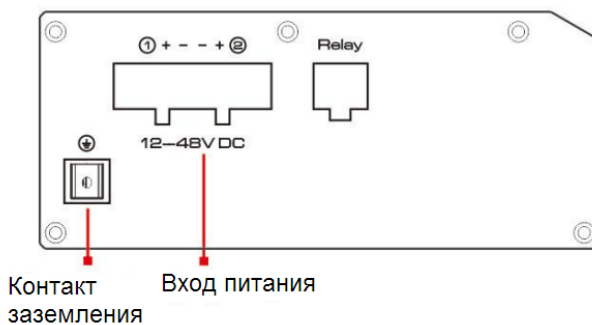 ① + - - + ② Relay
12–48V DC
Контакт заземления
Вход питания